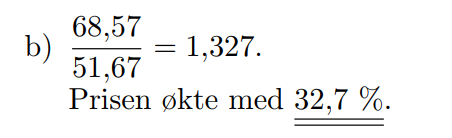 b) 68,57 / 51,67 = 1,327.
Prisen økte med 32,7 %.